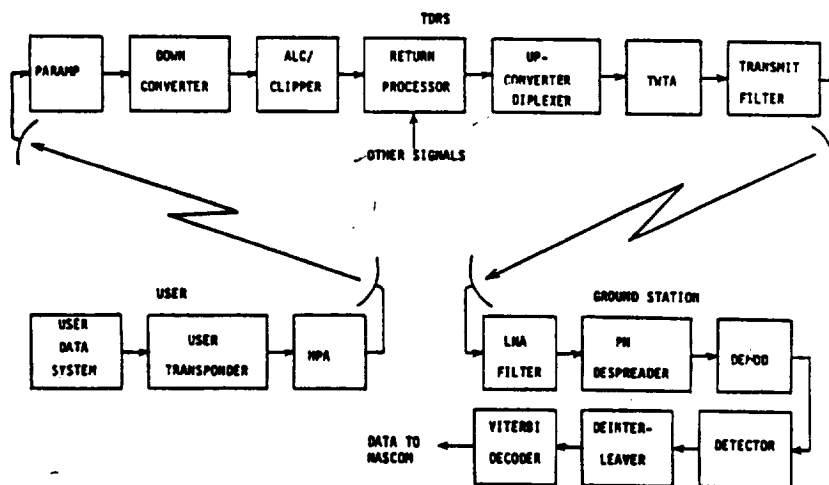 TDRS
PARAMP
DOWN
CONVERTER
ALC/
CLIPPER
RETURN
PROCESSOR
UP-
CONVERTER
DIPLEXER
TWTA
TRANSMIT
FILTER
OTHER SIGNALS
USER
USER
DATA
SYSTEM
USER
TRANSPONDER
HPA
GROUND STATION
LNA
FILTER
PN
DESPREADER
DEMOD
DETECTOR
DEINTER-
LEAVER
VITERBI
DECODER
DATA TO
NASCOM